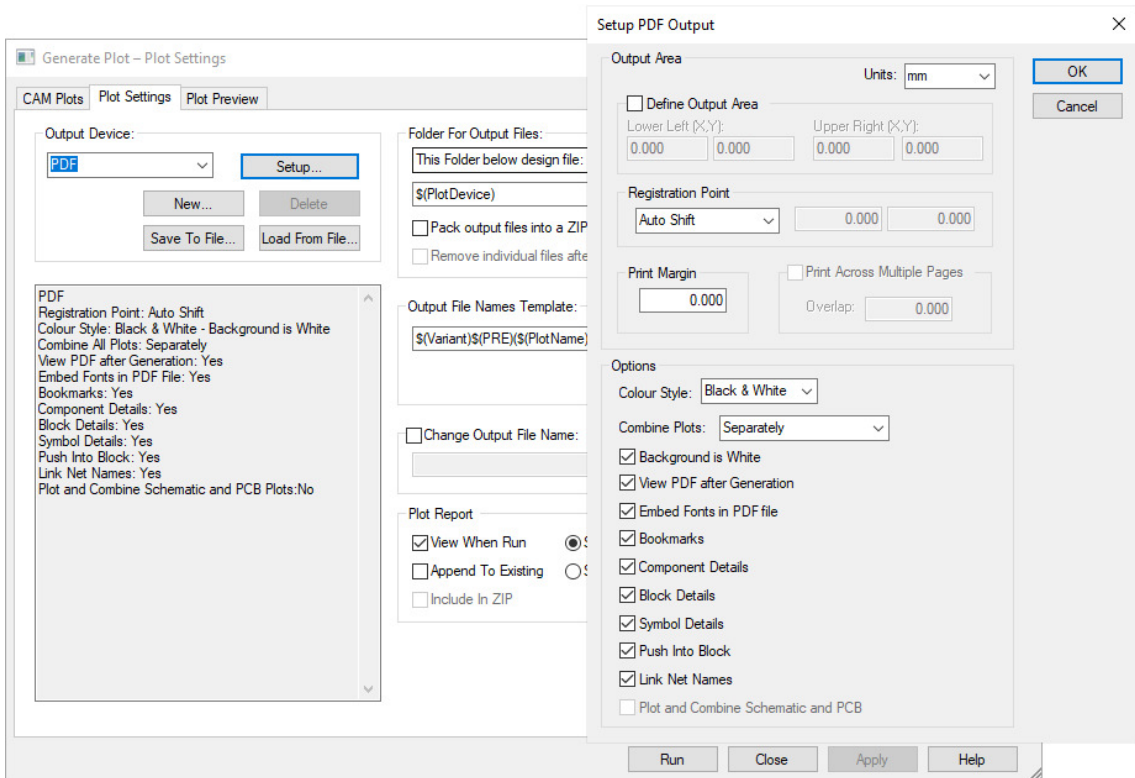 Generate Plot – Plot Settings
CAM Plots
Plot Settings
Plot Preview
Output Device:
PDF
Setup...
New...
Delete
Save To File...
Load From File...
PDF
Registration Point: Auto Shift
Colour Style: Black & White - Background is White
Combine All Plots: Separately
View PDF after Generation: Yes
Embed Fonts in PDF File: Yes
Bookmarks: Yes
Component Details: Yes
Block Details: Yes
Symbol Details: Yes
Push Into Block: Yes
Link Net Names: Yes
Plot and Combine Schematic and PCB Plots:No
Folder For Output Files:
This Folder below design file:
$(PlotDevice)
Pack output files into a ZIP
Remove individual files afte
Output File Names Template:
$(Variant)$(PRE)($(PlotName)
Change Output File Name:
Plot Report
View When Run
S
Append To Existing
S
Include In ZIP
Run
Close
Apply
Help
Setup PDF Output
OK
Cancel
Output Area
Units: mm
Define Output Area
Lower Left (X,Y):
Upper Right (X,Y):
0.000 0.000 0.000 0.000
Registration Point
Auto Shift 0.000 0.000
Print Margin
0.000
Print Across Multiple Pages
Overlap: 0.000
Options
Colour Style: Black & White
Combine Plots: Separately
Background is White
View PDF after Generation
Embed Fonts in PDF file
Bookmarks
Component Details
Block Details
Symbol Details
Push Into Block
Link Net Names
Plot and Combine Schematic and PCB